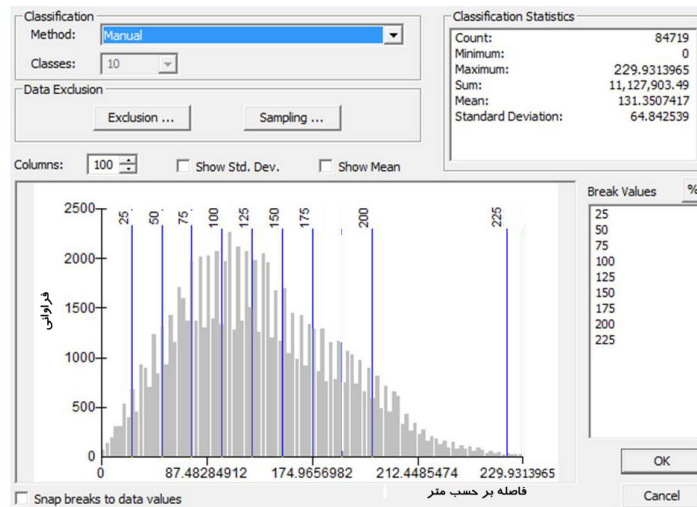 Classification
Method: Manual
Classes: 10
Data Exclusion
Exclusion ... Sampling ...
Classification Statistics
Count: 84719
Minimum: 0
Maximum: 229.9313965
Sum: 11,127,903.49
Mean: 131.3507417
Standard Deviation: 64.842539
Columns: 100 Show Std. Dev. Show Mean
25 50 75 100 125 150 175 200 225
2500
2000
1500
1000
500
0
فراوانی
0 87.48284912 174.9656982 212.4485474 229.9313965
فاصله بر حسب متر
Break Values %
25
50
75
100
125
150
175
200
225
OK
Cancel
Snap breaks to data values